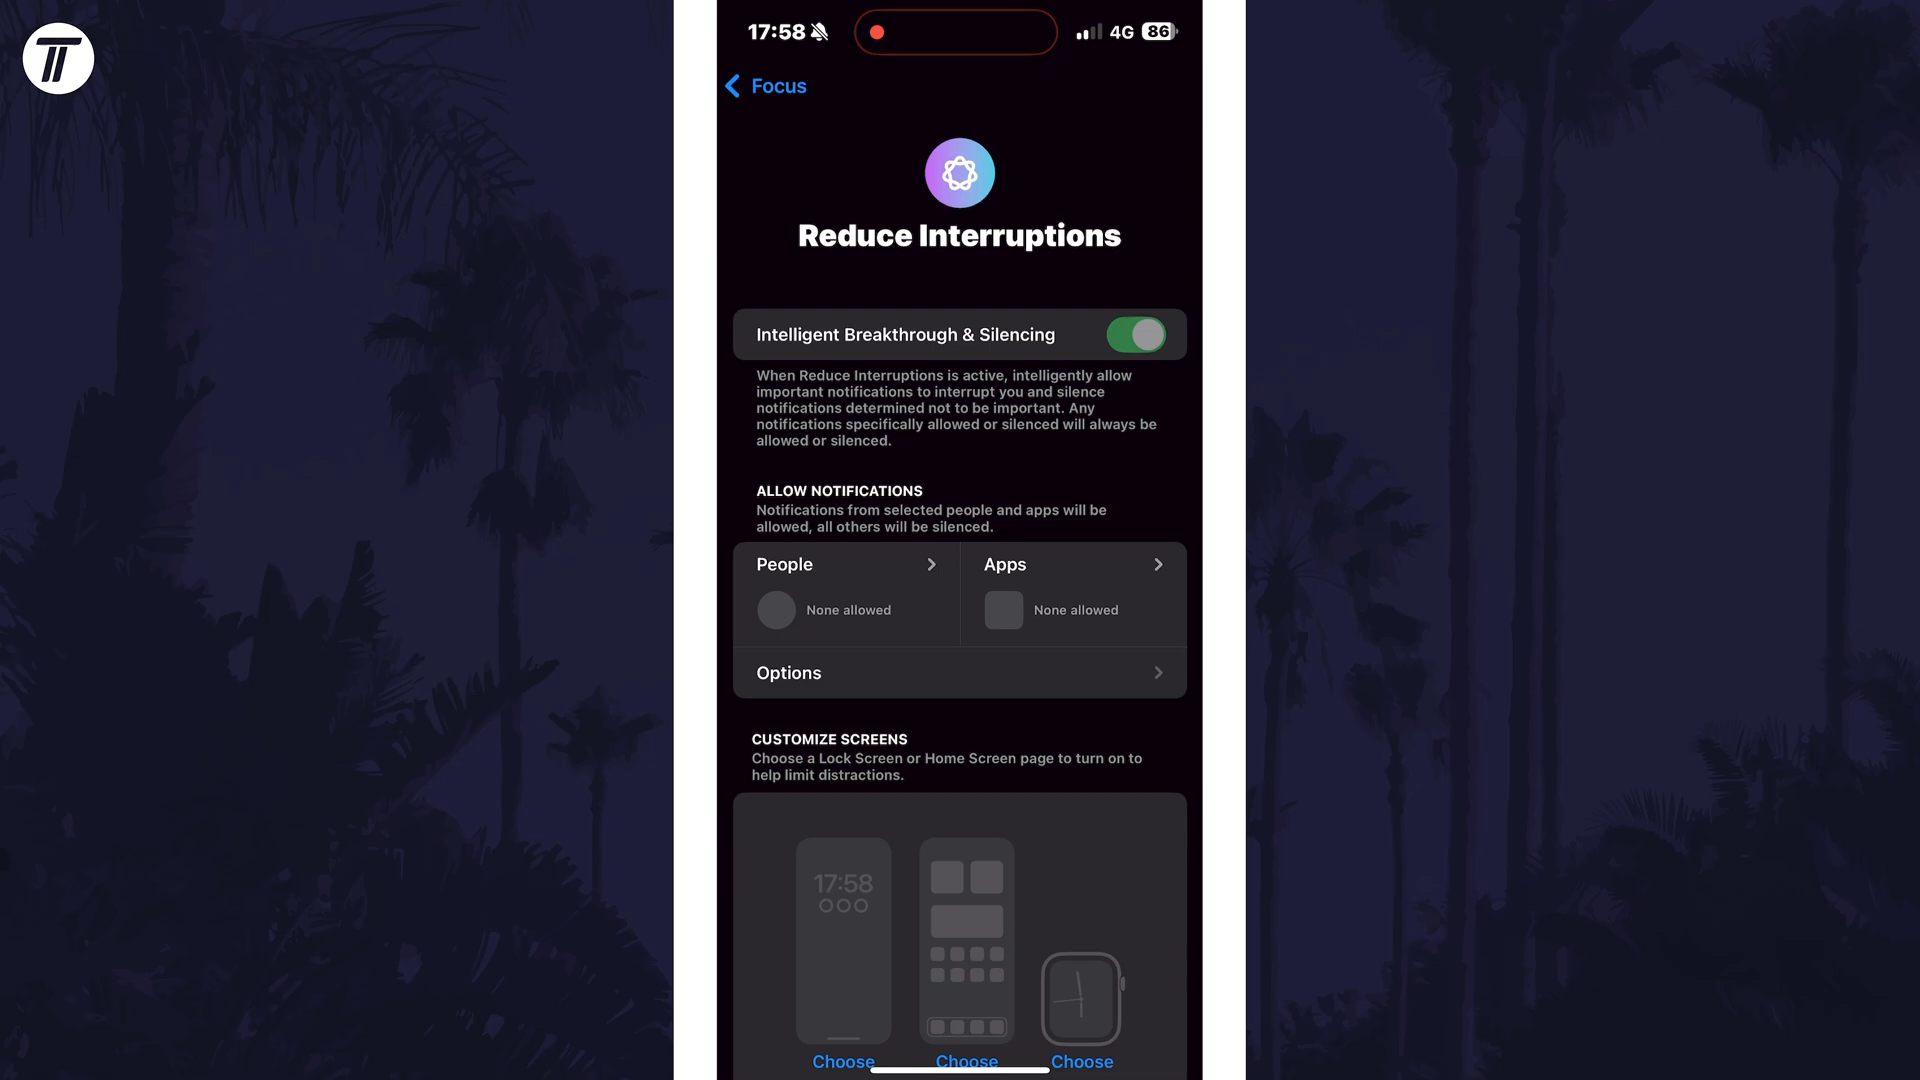 17:58
4G
86
Focus
Reduce Interruptions
Intelligent Breakthrough & Silencing
When Reduce Interruptions is active, intelligently allow
important notifications to interrupt you and silence
notifications determined not to be important. Any
notifications specifically allowed or silenced will always be
allowed or silenced.
ALLOW NOTIFICATIONS
Notifications from selected people and apps will be
allowed, all others will be silenced.
People
Apps
None allowed
None allowed
Options
CUSTOMIZE SCREENS
Choose a Lock Screen or Home Screen page to turn on to
help limit distractions.
17:58
Choose
Choose
Choose